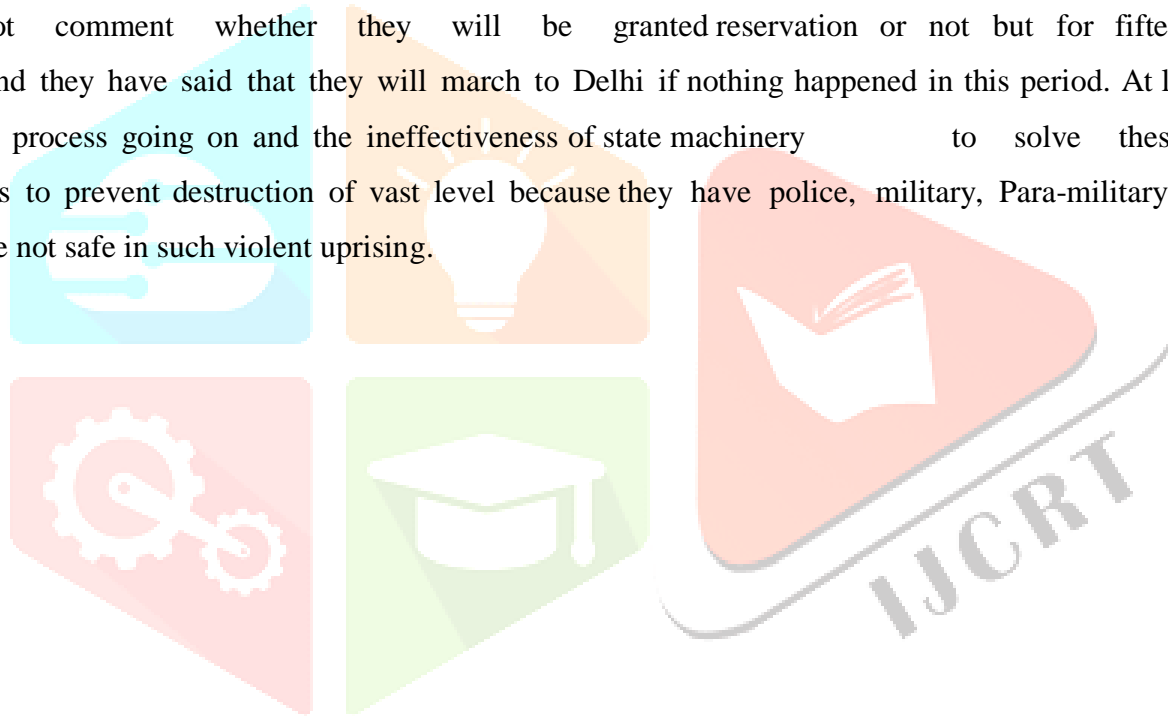 ot comment whether they will be granted reservation or not but for fifte
nd they have said that they will march to Delhi if nothing happened in this period. At l
process going on and the ineffectiveness of state machinery to solve thes
s to prevent destruction of vast level because they have police, military, Para-military
e not safe in such violent uprising.
IJCRT